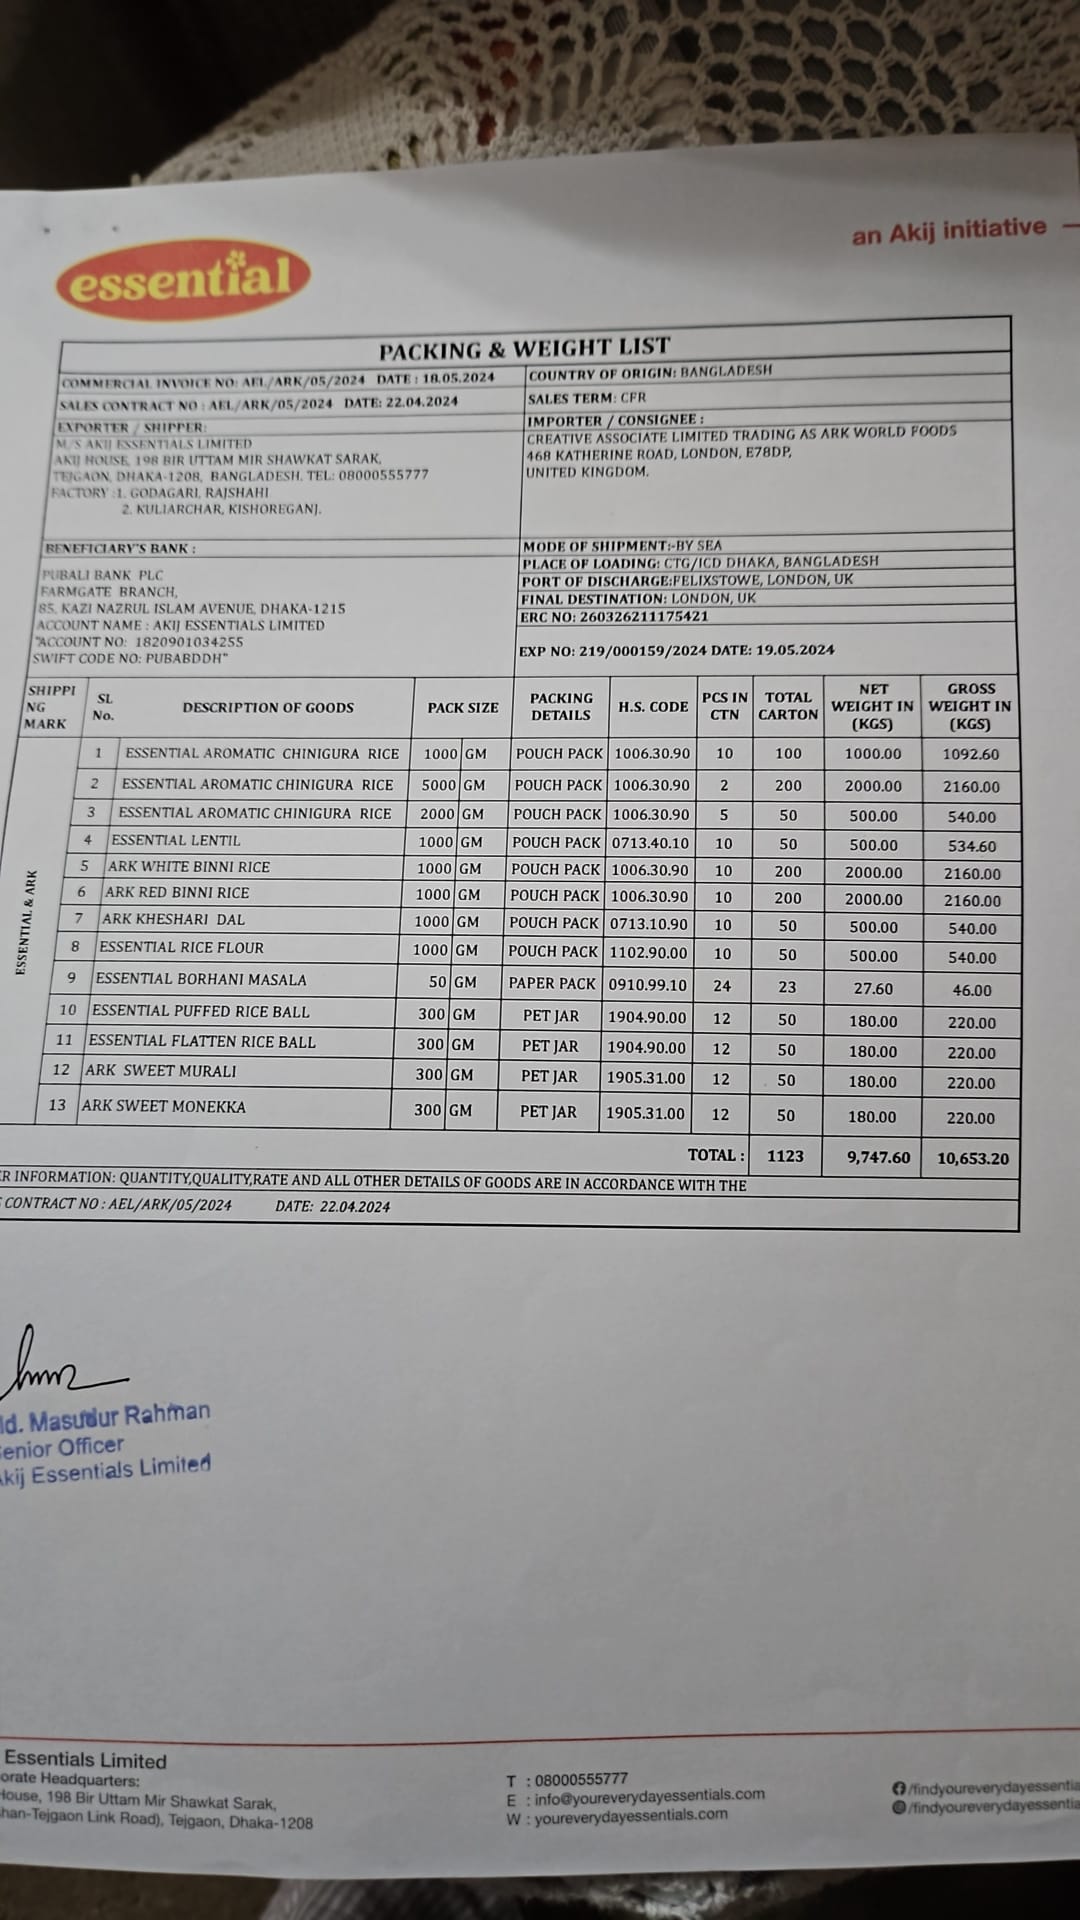 an Akij initiative
essential
PACKING & WEIGHT LIST
COMMERCIAL INVOICE NO: AEL/ARK/05/2024 DATE : 18.05.2024
SALES CONTRACT NO : AEL/ARK/05/2024 DATE: 22.04.2024
COUNTRY OF ORIGIN: BANGLADESH
SALES TERM: CFR
EXPORTER / SHIPPER:
M/S AKIJ ESSENTIALS LIMITED
AKIJ HOUSE, 198 BIR UTTAM MIR SHAWKAT SARAK,
TEJGAON, DHAKA-1208, BANGLADESH. TEL: 08000555777
FACTORY :1. GODAGARI, RAJSHAHI
2. KULIARCHAR, KISHOREGANJ.
IMPORTER / CONSIGNEE :
CREATIVE ASSOCIATE LIMITED TRADING AS ARK WORLD FOODS
468 KATHERINE ROAD, LONDON, E78DP,
UNITED KINGDOM.
BENEFICIARY'S BANK :
PUBALI BANK PLC
FARMGATE BRANCH,
85, KAZI NAZRUL ISLAM AVENUE, DHAKA-1215
ACCOUNT NAME : AKIJ ESSENTIALS LIMITED
"ACCOUNT NO: 1820901034255
SWIFT CODE NO: PUBABDDH"
MODE OF SHIPMENT:-BY SEA
PLACE OF LOADING: CTG/ICD DHAKA, BANGLADESH
PORT OF DISCHARGE:FELIXSTOWE, LONDON, UK
FINAL DESTINATION: LONDON, UK
ERC NO: 260326211175421
EXP NO: 219/000159/2024 DATE: 19.05.2024
SHIPPI NG MARK SL No. DESCRIPTION OF GOODS PACK SIZE PACKING DETAILS H.S. CODE PCS IN CTN TOTAL CARTON NET WEIGHT IN (KGS) GROSS WEIGHT IN (KGS)
ESSENTIAL & ARK
1 ESSENTIAL AROMATIC CHINIGURA RICE 1000 GM POUCH PACK 1006.30.90 10 100 1000.00 1092.60
2 ESSENTIAL AROMATIC CHINIGURA RICE 5000 GM POUCH PACK 1006.30.90 2 200 2000.00 2160.00
3 ESSENTIAL AROMATIC CHINIGURA RICE 2000 GM POUCH PACK 1006.30.90 5 50 500.00 540.00
4 ESSENTIAL LENTIL 1000 GM POUCH PACK 0713.40.10 10 50 500.00 534.60
5 ARK WHITE BINNI RICE 1000 GM POUCH PACK 1006.30.90 10 200 2000.00 2160.00
6 ARK RED BINNI RICE 1000 GM POUCH PACK 1006.30.90 10 200 2000.00 2160.00
7 ARK KHESHARI DAL 1000 GM POUCH PACK 0713.10.90 10 50 500.00 540.00
8 ESSENTIAL RICE FLOUR 1000 GM POUCH PACK 1102.90.00 10 50 500.00 540.00
9 ESSENTIAL BORHANI MASALA 50 GM PAPER PACK 0910.99.10 24 23 27.60 46.00
10 ESSENTIAL PUFFED RICE BALL 300 GM PET JAR 1904.90.00 12 50 180.00 220.00
11 ESSENTIAL FLATTEN RICE BALL 300 GM PET JAR 1904.90.00 12 50 180.00 220.00
12 ARK SWEET MURALI 300 GM PET JAR 1905.31.00 12 50 180.00 220.00
13 ARK SWEET MONEKKA 300 GM PET JAR 1905.31.00 12 50 180.00 220.00
TOTAL : 1123 9,747.60 10,653.20
ER INFORMATION: QUANTITY,QUALITY,RATE AND ALL OTHER DETAILS OF GOODS ARE IN ACCORDANCE WITH THE
CONTRACT NO : AEL/ARK/05/2024 DATE: 22.04.2024
Md. Masudur Rahman
Senior Officer
Akij Essentials Limited
Essentials Limited
orate Headquarters:
House, 198 Bir Uttam Mir Shawkat Sarak,
han-Tejgaon Link Road), Tejgaon, Dhaka-1208
T : 08000555777
E : info@youreverydayessentials.com
W : youreverydayessentials.com
/findyoureverydayessentia
/findyoureverydayessentia